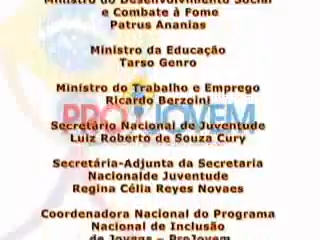 Ministro do Desenvolvimento Social
e Combate à Fome
Patrus Ananias
Ministro da Educação
Tarso Genro
Ministro do Trabalho e Emprego
Ricardo Berzoini
PROJOVEM
Secretário Nacional de Juventude
Luiz Roberto de Souza Cury
Secretária-Adjunta da Secretaria
Nacionalde Juventude
Regina Célia Reyes Novaes
Coordenadora Nacional do Programa
Nacional de Inclusão
de Jovens – ProJovem